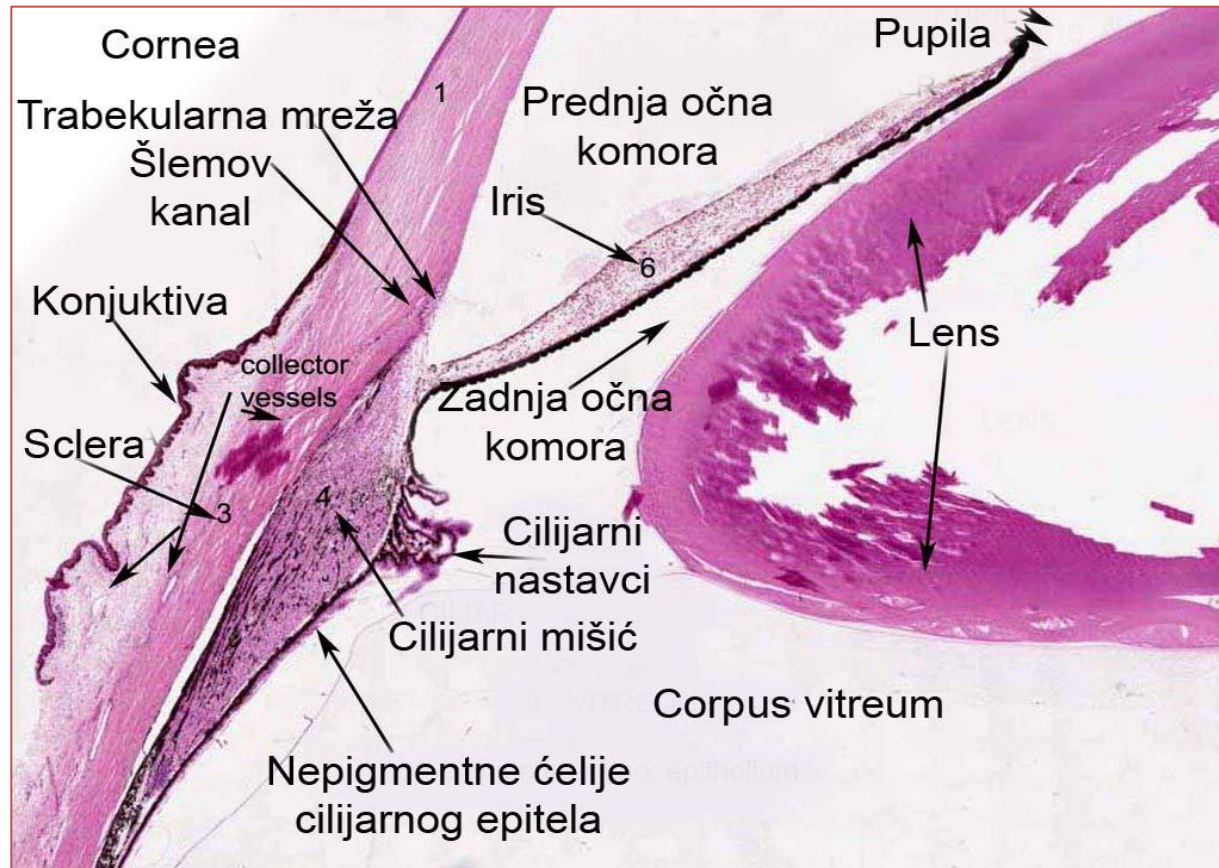 Cornea
Pupila
1
Trabekularna mreža
Šlemov
kanal
Prednja očna
komora
Iris
6
Konjuktiva
collector
vessels
Lens
Zadnja očna
komora
LENS
Sclera
3
4
Cilijarni
nastavci
Cilijarni mišić
Corpus vitreum
Nepigmentne ćelije
cilijarnog epitela